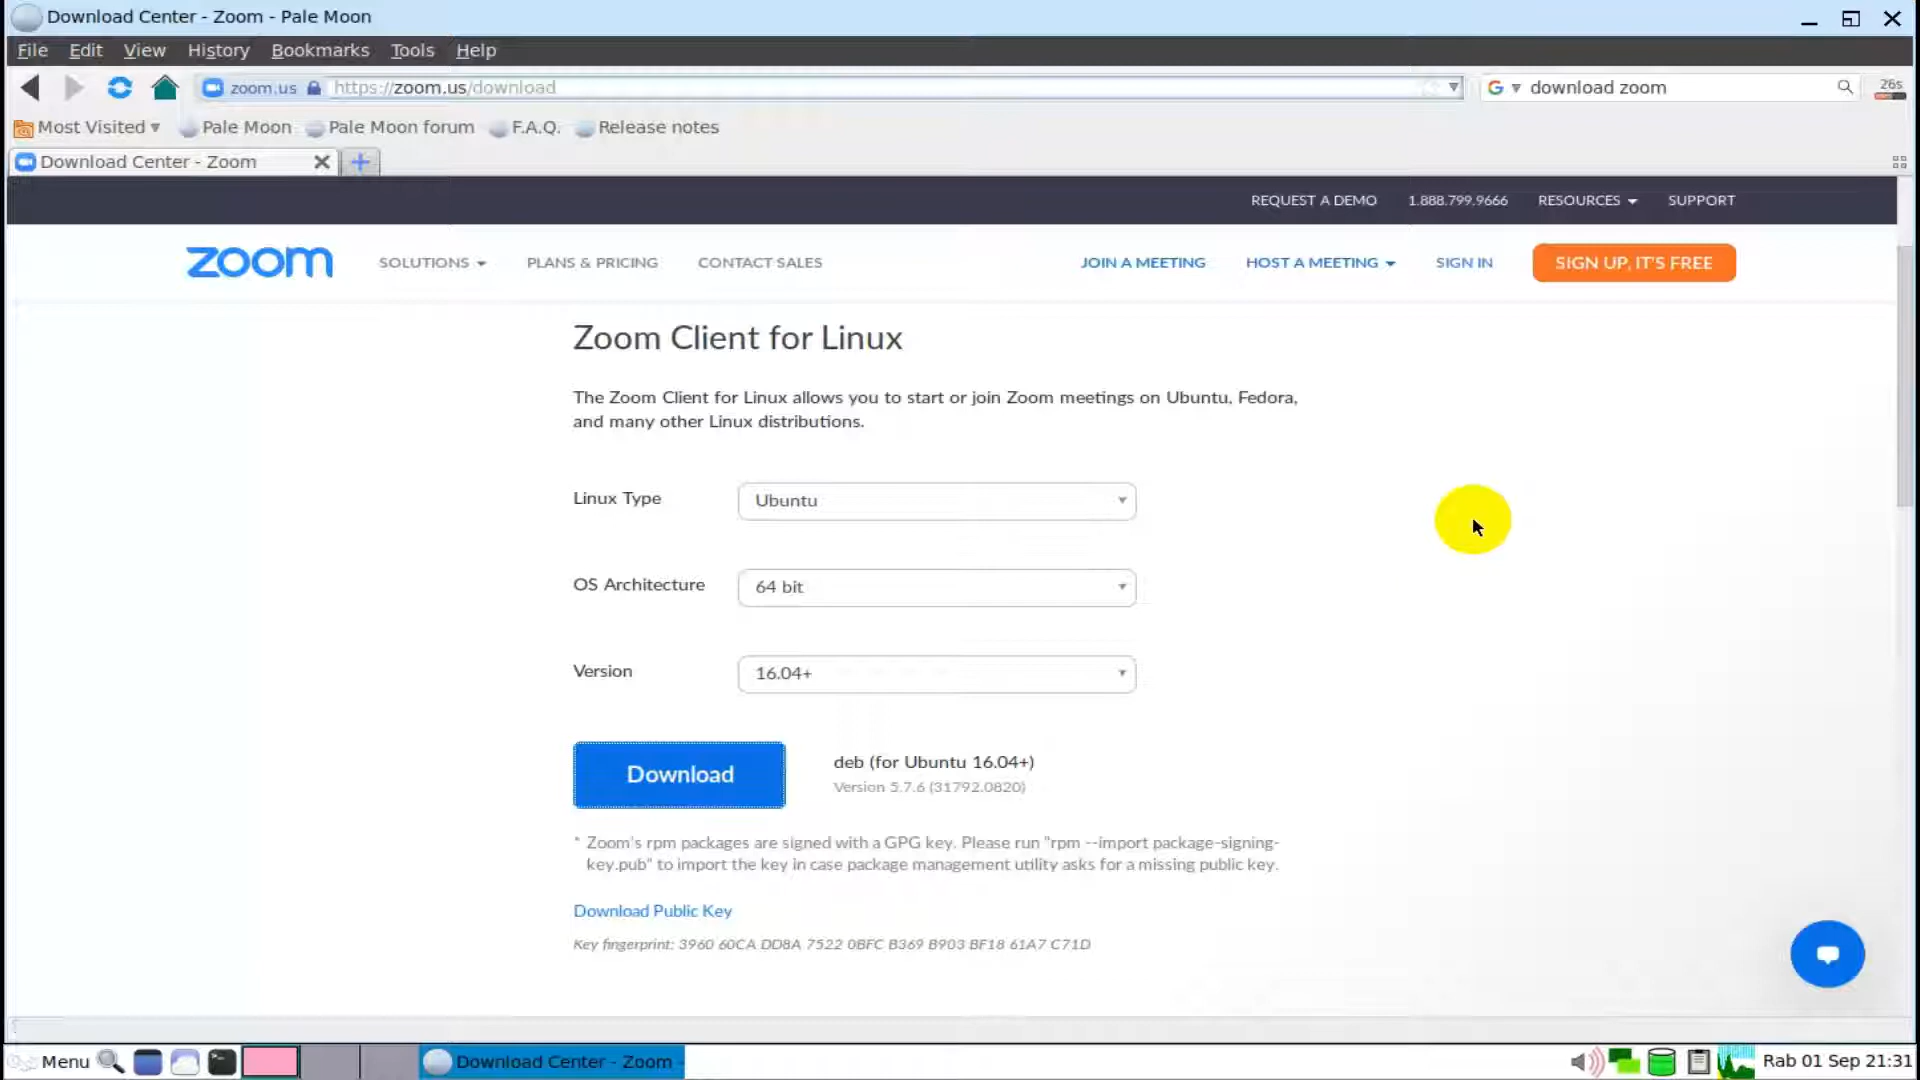 Download Center - Zoom - Pale Moon
File Edit View History Bookmarks Tools Help
zoom.us https://zoom.us/download download zoom 26s
Most Visited Pale Moon Pale Moon forum F.A.Q. Release notes
Download Center - Zoom
REQUEST A DEMO 1.888.799.9666 RESOURCES SUPPORT
zoom SOLUTIONS PLANS & PRICING CONTACT SALES JOIN A MEETING HOST A MEETING SIGN IN SIGN UP, IT'S FREE
Zoom Client for Linux
The Zoom Client for Linux allows you to start or join Zoom meetings on Ubuntu, Fedora,
and many other Linux distributions.
Linux Type Ubuntu
OS Architecture 64 bit
Version 16.04+
Download deb (for Ubuntu 16.04+)
Version 5.7.6 (31792.0820)
* Zoom's rpm packages are signed with a GPG key. Please run "rpm --import package-signing-
key.pub" to import the key in case package management utility asks for a missing public key.
Download Public Key
Key fingerprint: 3960 60CA DD8A 7522 0BFC B369 B903 BF18 61A7 C71D
Menu Download Center - Zoom - Rab 01 Sep 21:31